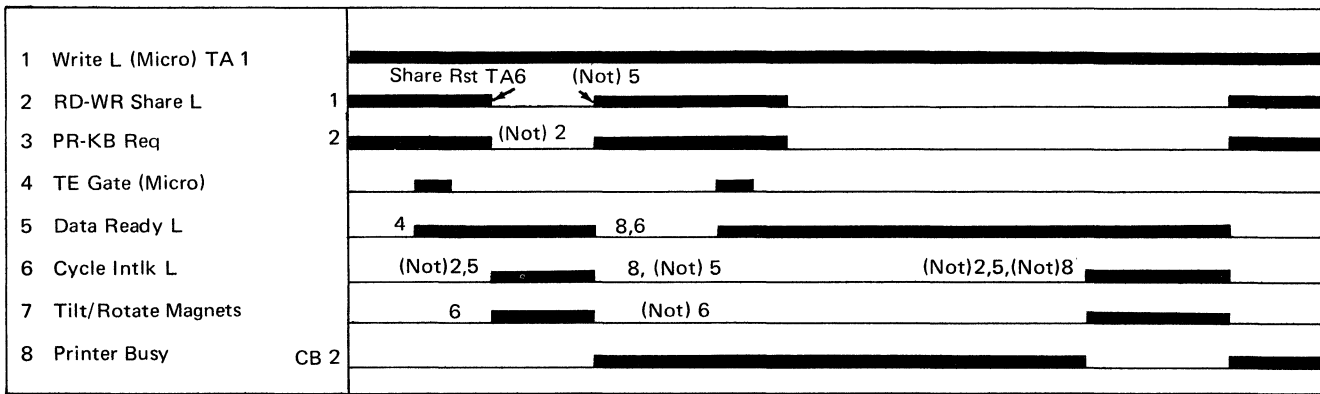 1 Write L (Micro) TA 1
Share Rst TA6 (Not) 5
2 RD-WR Share L 1
3 PR-KB Req 2 (Not) 2
4 TE Gate (Micro)
5 Data Ready L 4 8,6
6 Cycle Intlk L (Not)2,5 8, (Not) 5 (Not)2,5,(Not)8
7 Tilt/Rotate Magnets 6 (Not) 6
8 Printer Busy CB 2